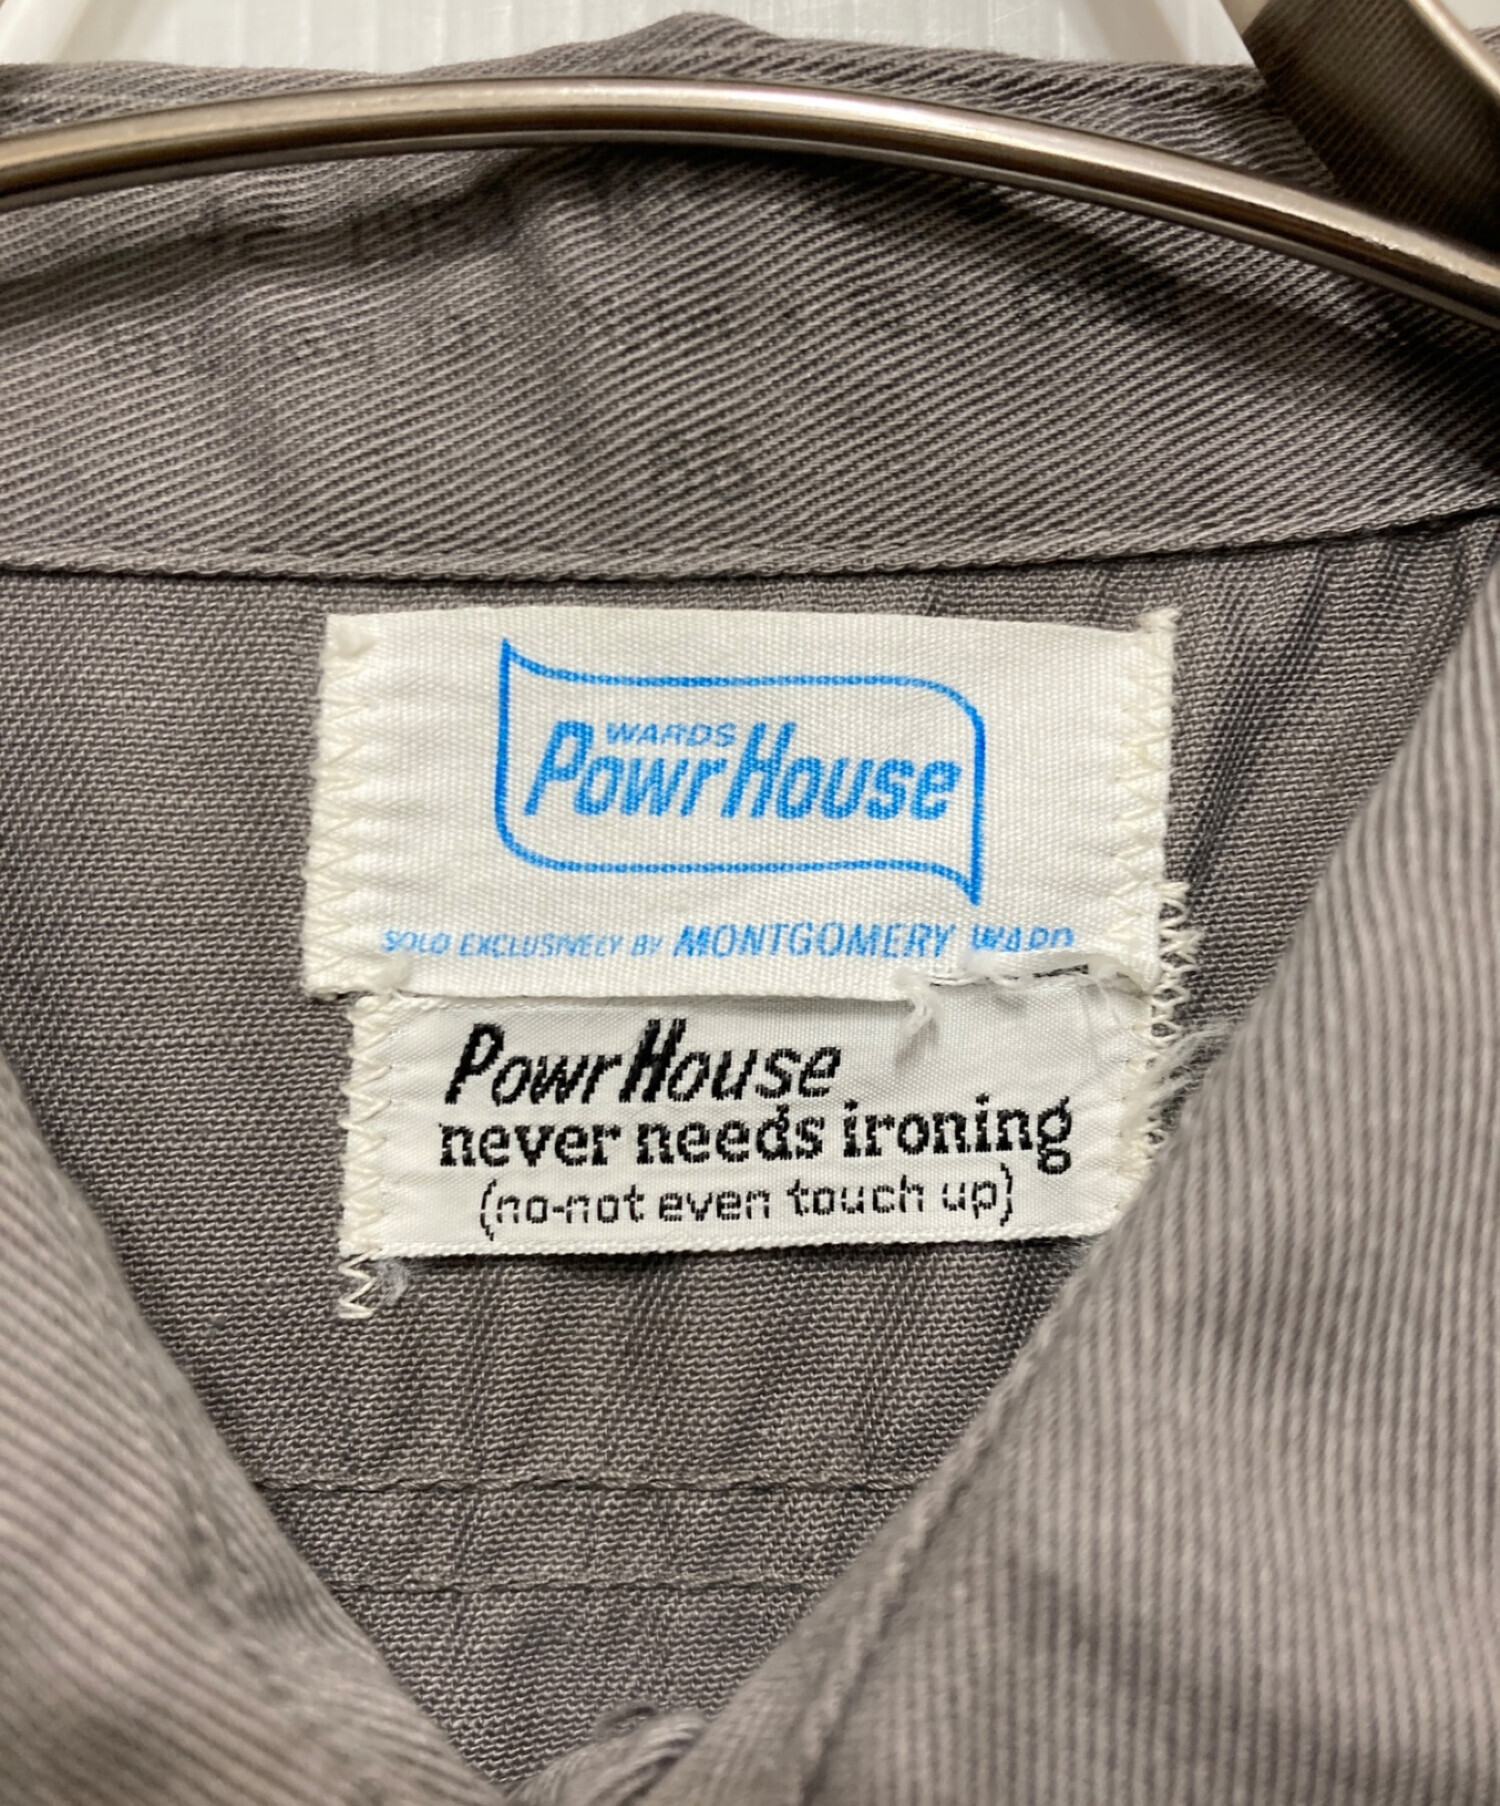 WARDS
PowrHouse
SOLD EXCLUSIVELY BY MONTGOMERY WARD
PowrHouse
never needs ironing
(no-not even touch up)